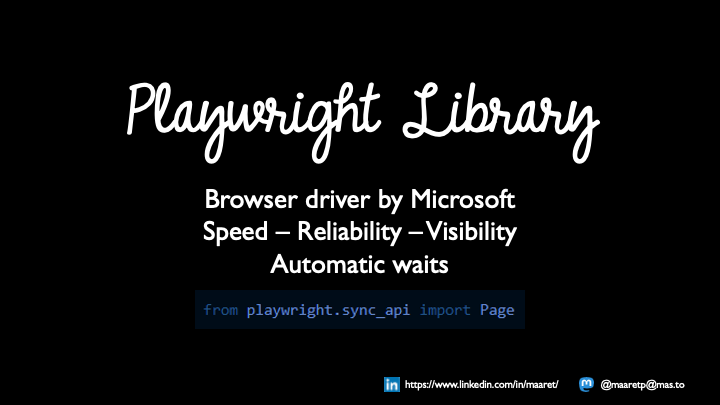 Playwright Library
Browser driver by Microsoft
Speed – Reliability – Visibility
Automatic waits
from playwright.sync_api import Page
in https://www.linkedin.com/in/maaret/ m @maaretp@mas.to